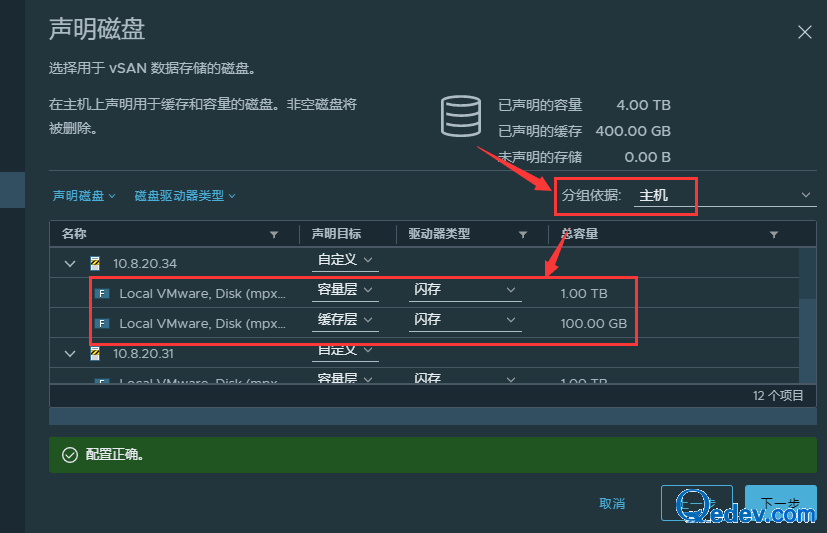 声明磁盘
选择用于 vSAN 数据存储的磁盘。
在主机上声明用于缓存和容量的磁盘。非空磁盘将
被删除。
已声明的容量 4.00 TB
已声明的缓存 400.00 GB
未声明的存储 0.00 B
声明磁盘 磁盘驱动器类型 分组依据: 主机
名称 声明目标 驱动器类型 总容量
10.8.20.34 自定义
F Local VMware, Disk (mpx... 容量层 闪存 1.00 TB
F Local VMware, Disk (mpx... 缓存层 闪存 100.00 GB
10.8.20.31 自定义
F Local VMware, Disk (mpx... 容量层 闪存 1.00 TB
12 个项目
配置正确。
取消 上一步 下一步
edev.com